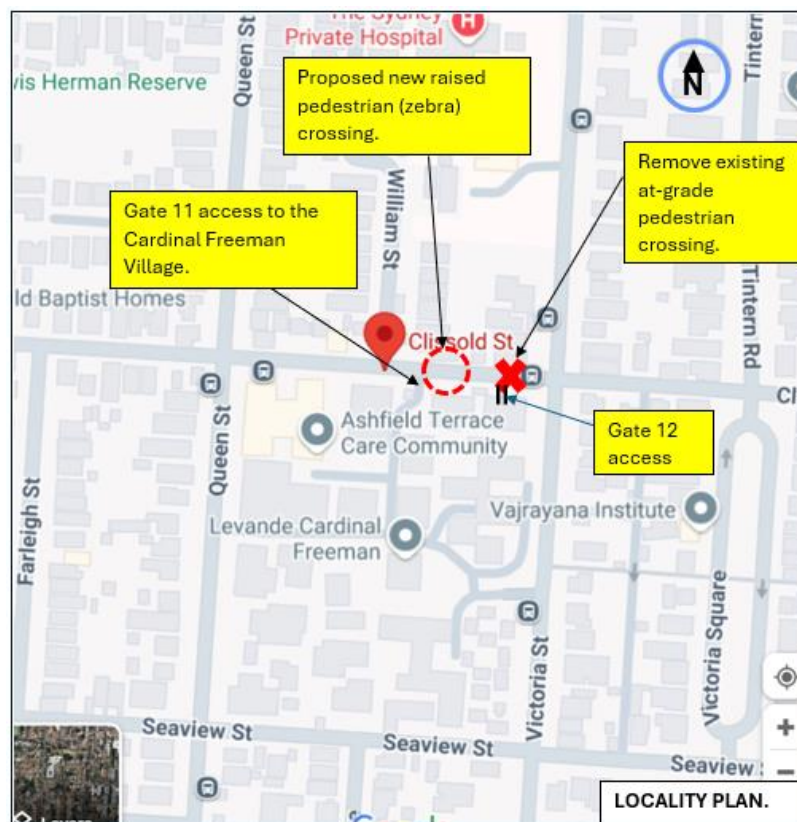 The Sydney
Private Hospital
Queen St
Tintern
wis Herman Reserve
Proposed new raised
pedestrian (zebra)
crossing.
N
Remove existing
at-grade
pedestrian
crossing.
William St
Gate 11 access to the
Cardinal Freeman
Village.
ld Baptist Homes
Tintern Rd
Clissold St
Cl
Ashfield Terrace
Care Community
Gate 12
access
Queen St
Farleigh St
Levande Cardinal
Freeman
Vajrayana Institute
Victoria St
Victoria Square
Seaview St
Seaview St
Seaview
LOCALITY PLAN.